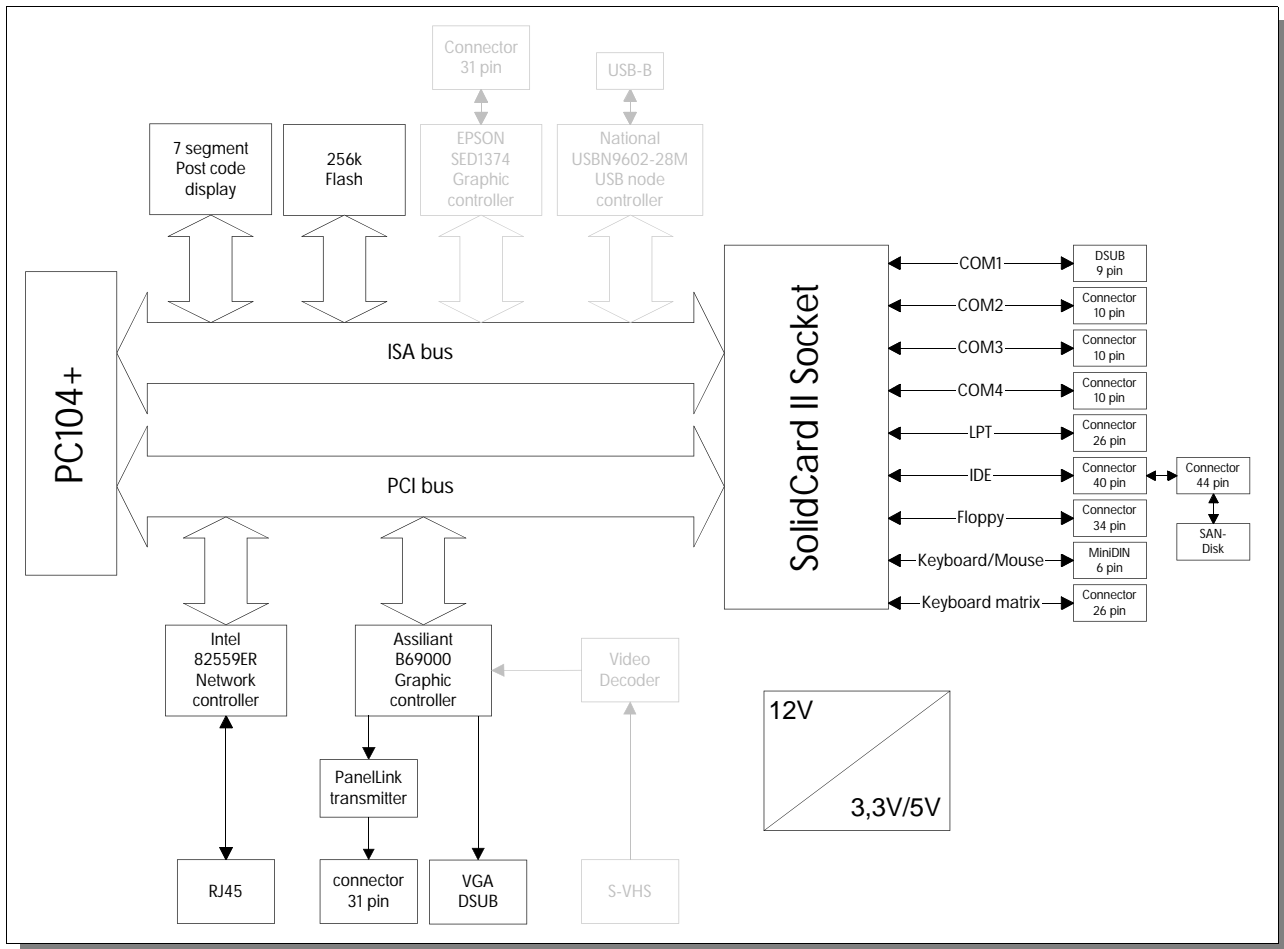 Connector
31 pin
USB-B
7 segment
Post code
display
256k
Flash
EPSON
SED1374
Graphic
controller
National
USBN9602-28M
USB node
controller
PC104+
ISA bus
PCI bus
SolidCard II Socket
COM1
DSUB
9 pin
COM2
Connector
10 pin
COM3
Connector
10 pin
COM4
Connector
10 pin
LPT
Connector
26 pin
IDE
Connector
40 pin
Connector
44 pin
Floppy
Connector
34 pin
SAN-
Disk
Keyboard/Mouse
MiniDIN
6 pin
Keyboard matrix
Connector
26 pin
Intel
82559ER
Network
controller
Assiliant
B69000
Graphic
controller
Video
Decoder
12V
3,3V/5V
PanelLink
transmitter
RJ45
connector
31 pin
VGA
DSUB
S-VHS